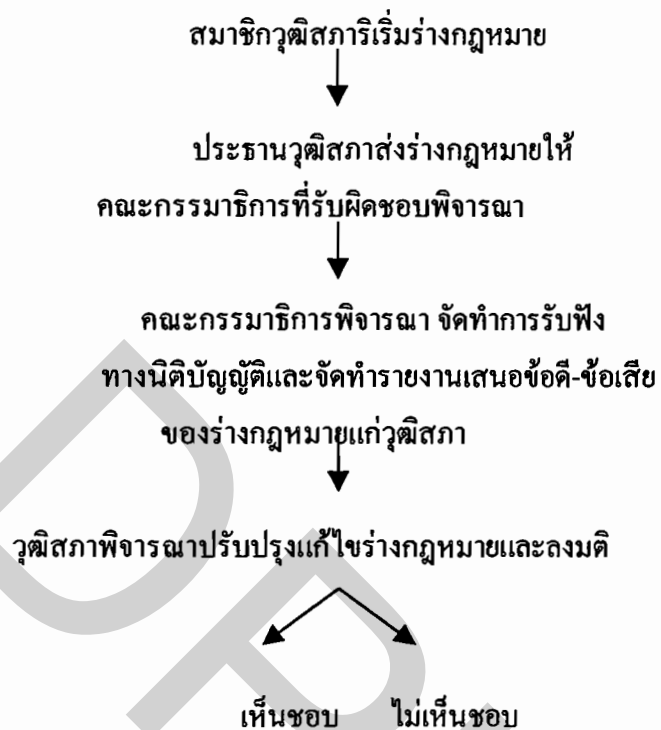 สมาชิกวุฒิสภาริเริ่มร่างกฎหมาย
ประธานวุฒิสภาส่งร่างกฎหมายให้
คณะกรรมาธิการที่รับผิดชอบพิจารณา
คณะกรรมาธิการพิจารณา จัดทำการรับฟัง
ทางนิติบัญญัติและจัดทำรายงานเสนอข้อดี-ข้อเสีย
ของร่างกฎหมายแก่วุฒิสภา
วุฒิสภาพิจารณาปรับปรุงแก้ไขร่างกฎหมายและลงมติ
เห็นชอบ ไม่เห็นชอบ